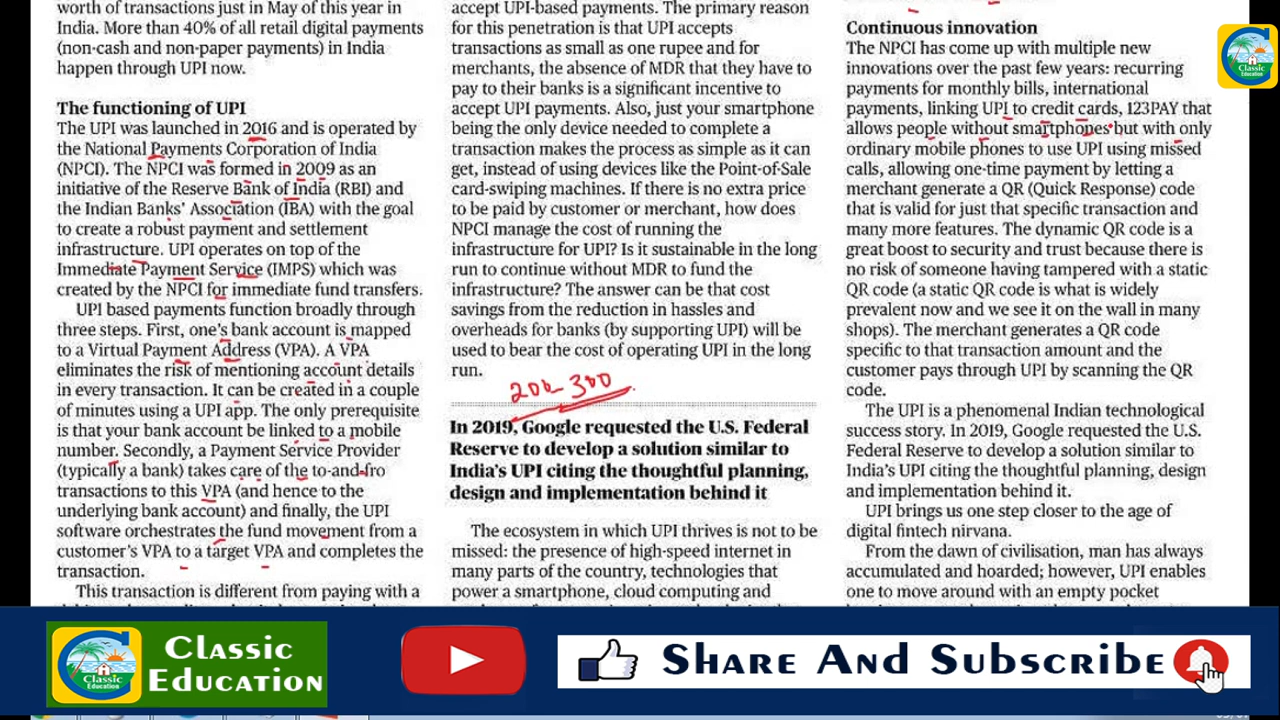 worth of transactions just in May of this year in
India. More than 40% of all retail digital payments
(non-cash and non-paper payments) in India
happen through UPI now.
The functioning of UPI
The UPI was launched in 2016 and is operated by
the National Payments Corporation of India
(NPCI). The NPCI was formed in 2009 as an
initiative of the Reserve Bank of India (RBI) and
the Indian Banks' Association (IBA) with the goal
to create a robust payment and settlement
infrastructure. UPI operates on top of the
Immediate Payment Service (IMPS) which was
created by the NPCI for immediate fund transfers.
UPI based payments function broadly through
three steps. First, one's bank account is mapped
to a Virtual Payment Address (VPA). A VPA
eliminates the risk of mentioning account details
in every transaction. It can be created in a couple
of minutes using a UPI app. The only prerequisite
is that your bank account be linked to a mobile
number. Secondly, a Payment Service Provider
(typically a bank) takes care of the to-and-fro
transactions to this VPA (and hence to the
underlying bank account) and finally, the UPI
software orchestrates the fund movement from a
customer's VPA to a target VPA and completes the
transaction.
This transaction is different from paying with a
accept UPI-based payments. The primary reason
for this penetration is that UPI accepts
transactions as small as one rupee and for
merchants, the absence of MDR that they have to
pay to their banks is a significant incentive to
accept UPI payments. Also, just your smartphone
being the only device needed to complete a
transaction makes the process as simple as it can
get, instead of using devices like the Point-of-Sale
card-swiping machines. If there is no extra price
to be paid by customer or merchant, how does
NPCI manage the cost of running the
infrastructure for UPI? Is it sustainable in the long
run to continue without MDR to fund the
infrastructure? The answer can be that cost
savings from the reduction in hassles and
overheads for banks (by supporting UPI) will be
used to bear the cost of operating UPI in the long
run.
200-300
In 2019, Google requested the U.S. Federal
Reserve to develop a solution similar to
India's UPI citing the thoughtful planning,
design and implementation behind it
The ecosystem in which UPI thrives is not to be
missed: the presence of high-speed internet in
many parts of the country, technologies that
power a smartphone, cloud computing and
Continuous innovation
The NPCI has come up with multiple new
innovations over the past few years: recurring
payments for monthly bills, international
payments, linking UPI to credit cards, 123PAY that
allows people without smartphones but with only
ordinary mobile phones to use UPI using missed
calls, allowing one-time payment by letting a
merchant generate a QR (Quick Response) code
that is valid for just that specific transaction and
many more features. The dynamic QR code is a
great boost to security and trust because there is
no risk of someone having tampered with a static
QR code (a static QR code is what is widely
prevalent now and we see it on the wall in many
shops). The merchant generates a QR code
specific to that transaction amount and the
customer pays through UPI by scanning the QR
code.
The UPI is a phenomenal Indian technological
success story. In 2019, Google requested the U.S.
Federal Reserve to develop a solution similar to
India's UPI citing the thoughtful planning, design
and implementation behind it.
UPI brings us one step closer to the age of
digital fintech nirvana.
From the dawn of civilisation, man has always
accumulated and hoarded; however, UPI enables
one to move around with an empty pocket
Classic
Education
Classic
Education
Classic
Education
Share And Subscribe